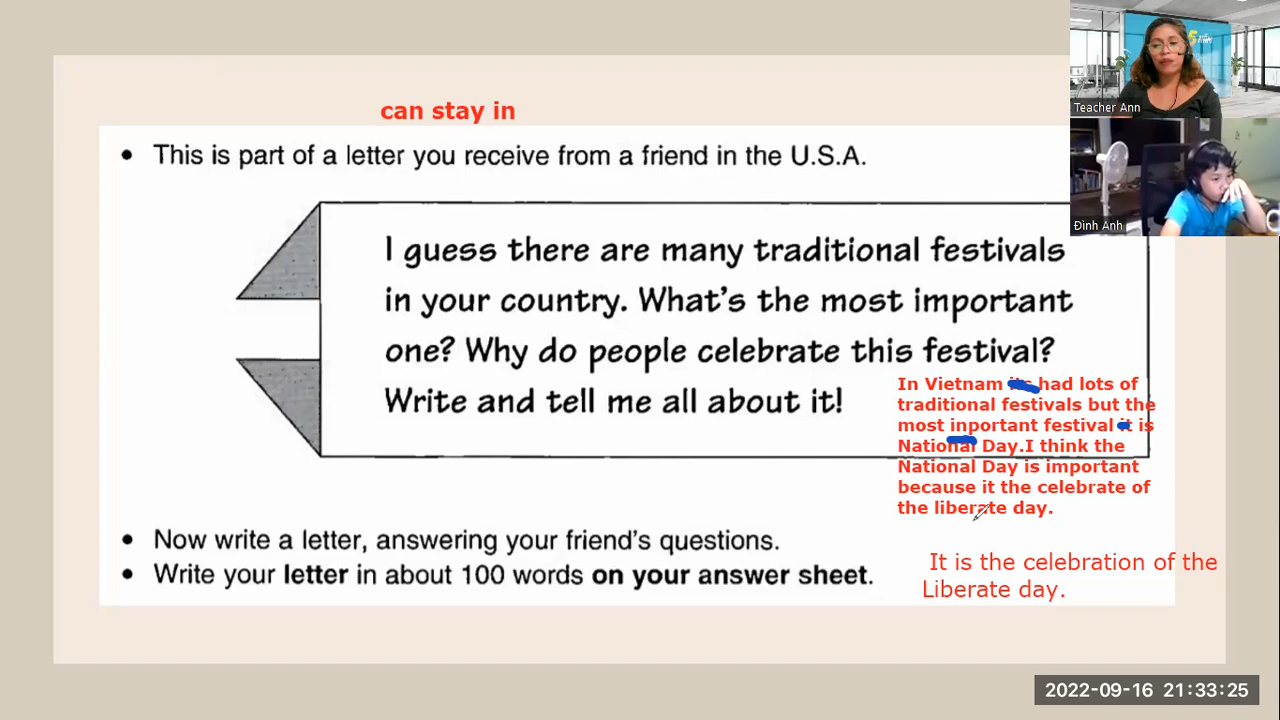 can stay in
• This is part of a letter you receive from a friend in the U.S.A.
I guess there are many traditional festivals
in your country. What's the most important
one? Why do people celebrate this festival?
Write and tell me all about it!
In Vietnam its had lots of
traditional festivals but the
most inportant festival it is
National Day.I think the
National Day is important
because it the celebrate of
the liberate day.
• Now write a letter, answering your friend's questions.
• Write your letter in about 100 words on your answer sheet.
It is the celebration of the
Liberate day.
Teacher Ann
Đình Anh
2022-09-16 21:33:25